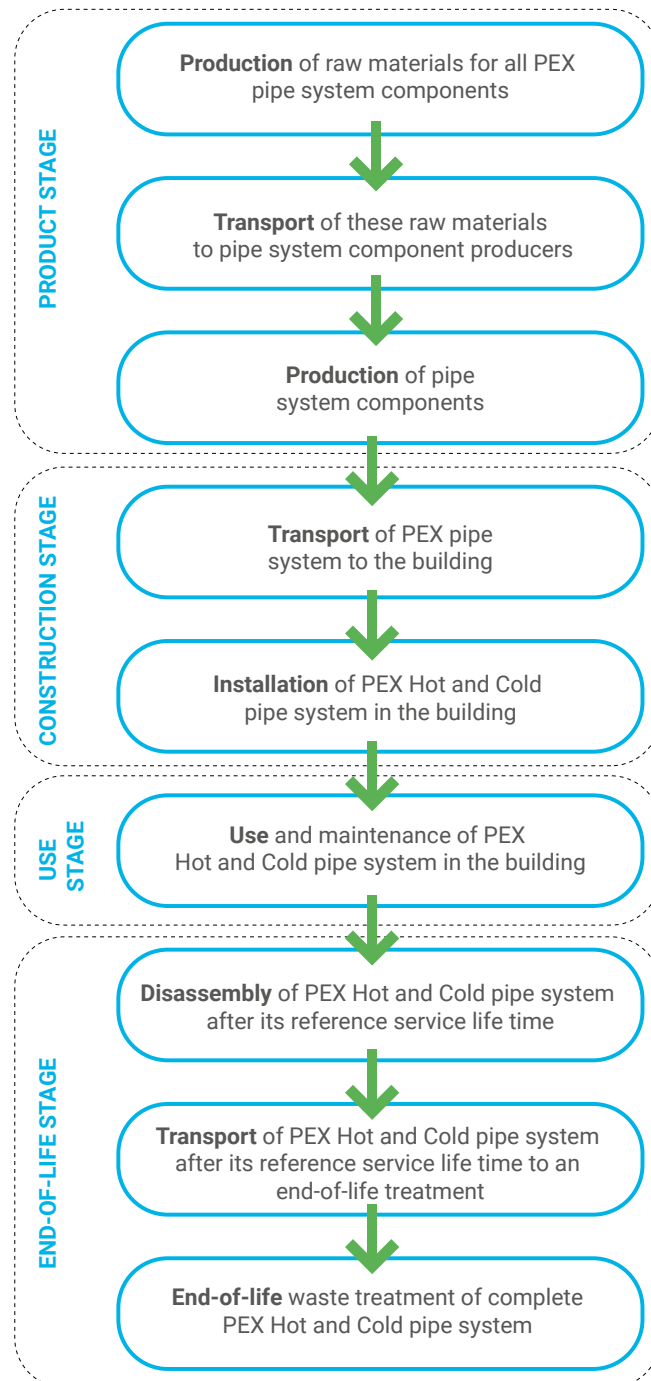 PRODUCT STAGE
Production of raw materials for all PEX
pipe system components
Transport of these raw materials
to pipe system component producers
Production of pipe
system components
CONSTRUCTION STAGE
Transport of PEX pipe
system to the building
Installation of PEX Hot and Cold
pipe system in the building
USE
STAGE
Use and maintenance of PEX
Hot and Cold pipe system in the building
END-OF-LIFE STAGE
Disassembly of PEX Hot and Cold pipe system
after its reference service life time
Transport of PEX Hot and Cold pipe system
after its reference service life time to an
end-of-life treatment
End-of-life waste treatment of complete
PEX Hot and Cold pipe system